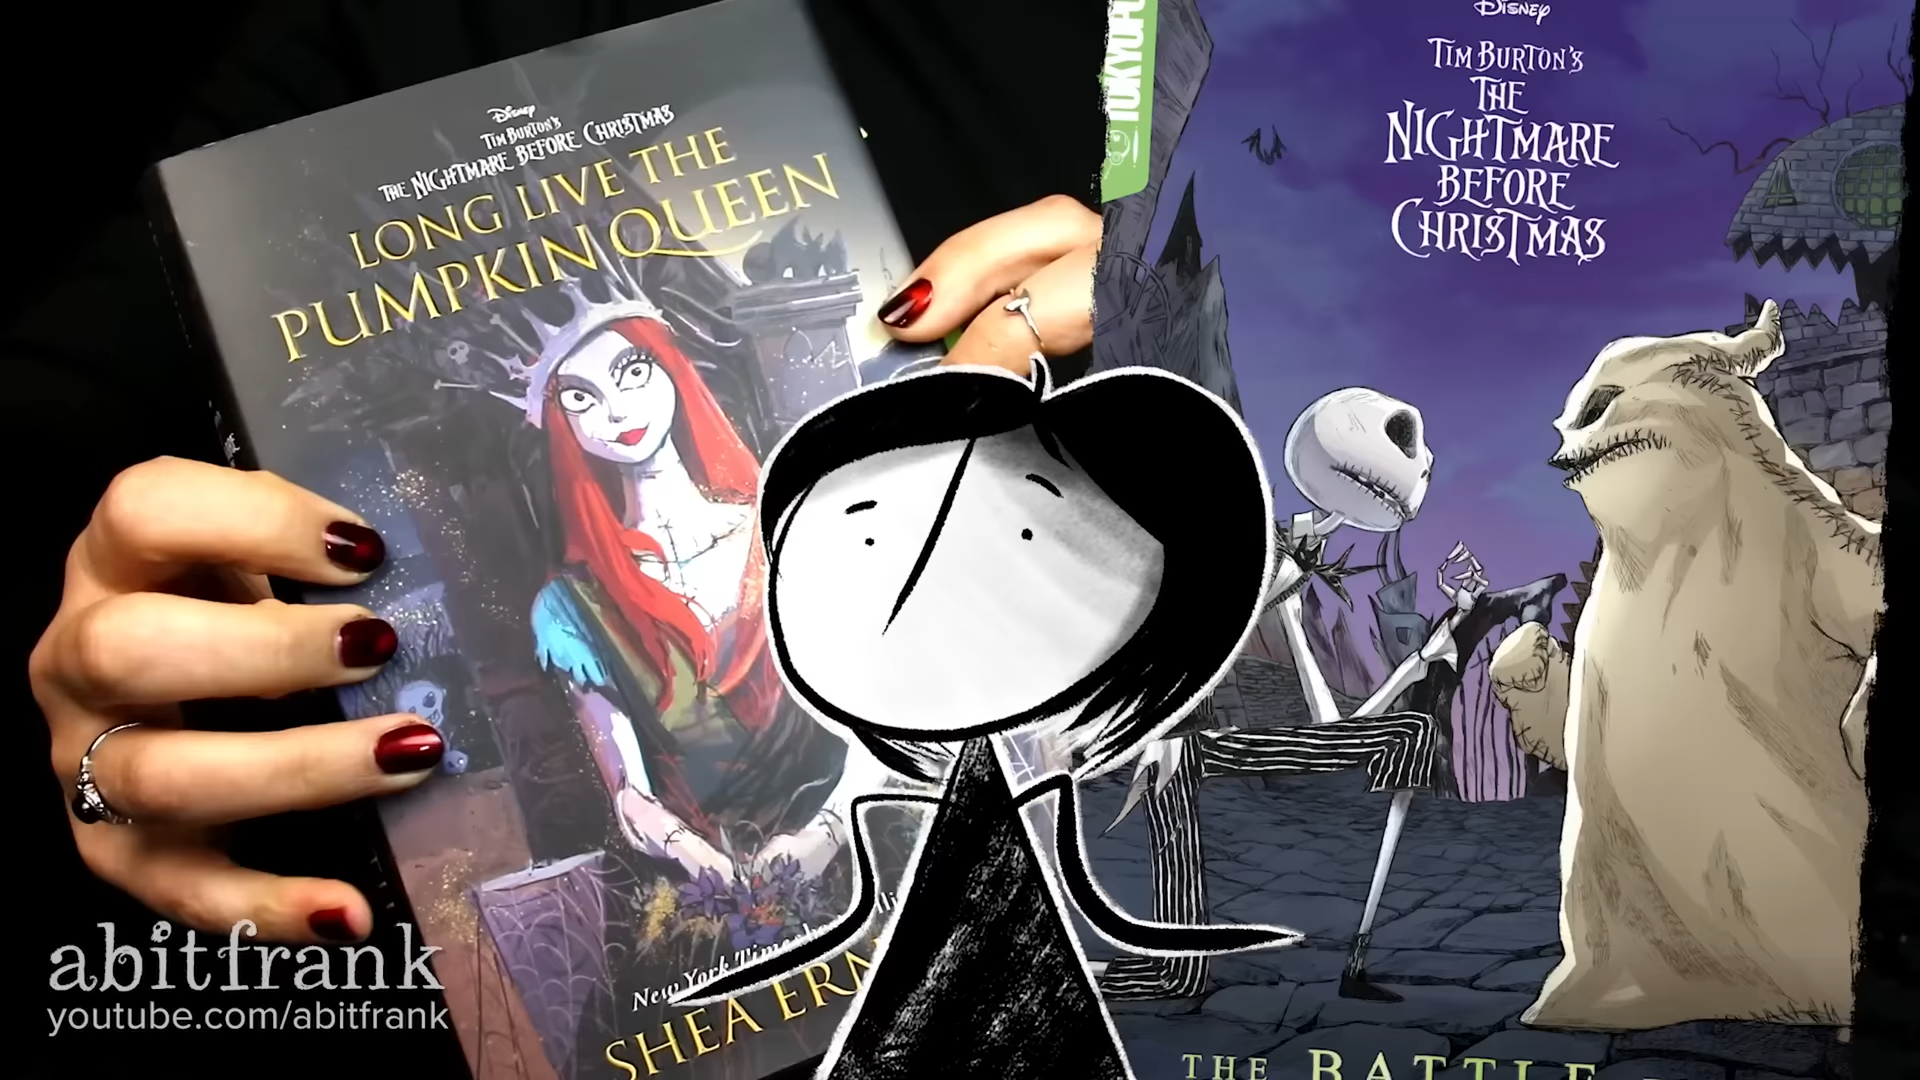 Disney
Tim Burton's
The Nightmare Before Christmas
LONG LIVE THE
PUMPKIN QUEEN
New York Times
SHEA
TOKYOPOP
Disney
Tim Burton's
The
Nightmare
Before
Christmas
THE BATTLE
abitfrank
youtube.com/abitfrank